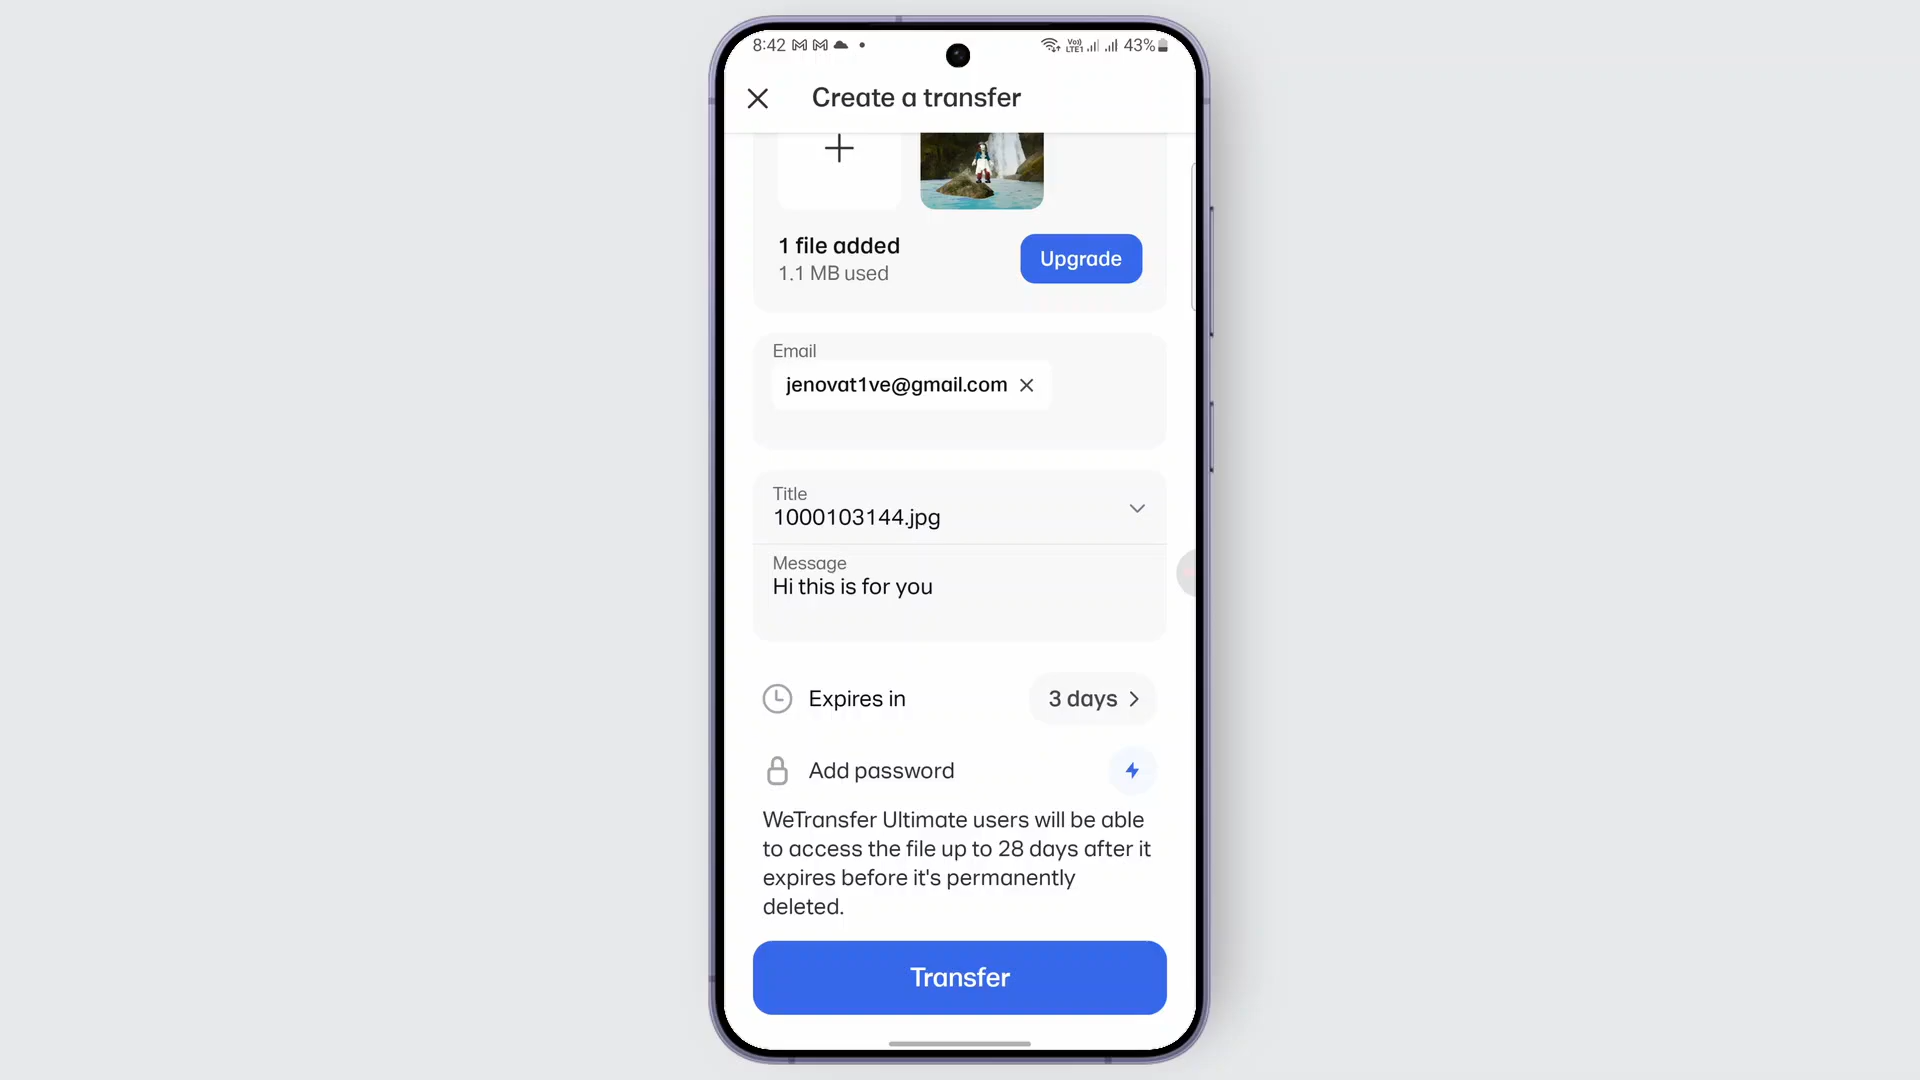 8:42
Vo)) LTE1
43%
Create a transfer
1 file added
1.1 MB used
Upgrade
Email
jenovat1ve@gmail.com
Title
1000103144.jpg
Message
Hi this is for you
Expires in
3 days
Add password
WeTransfer Ultimate users will be able
to access the file up to 28 days after it
expires before it's permanently
deleted.
Transfer